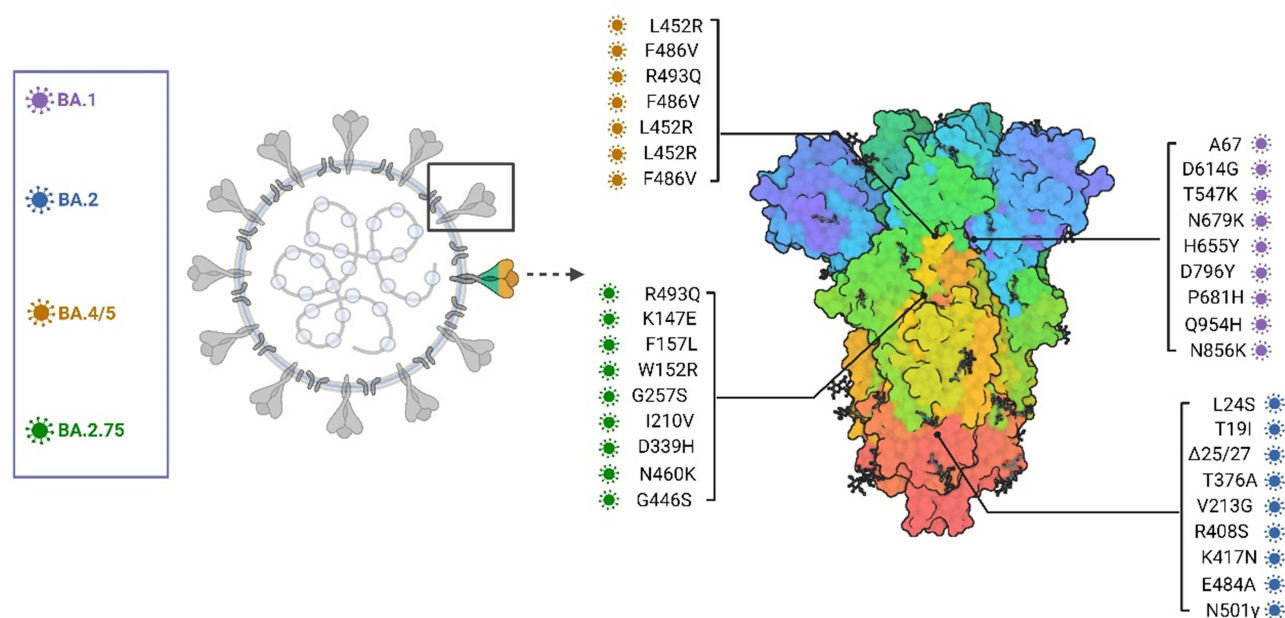 BA.1
BA.2
BA.4/5
BA.2.75
L452R
F486V
R493Q
F486V
L452R
L452R
F486V
R493Q
K147E
F157L
W152R
G257S
I210V
D339H
N460K
G446S
A67
D614G
T547K
N679K
H655Y
D796Y
P681H
Q954H
N856K
L24S
T19I
Δ25/27
T376A
V213G
R408S
K417N
E484A
N501y